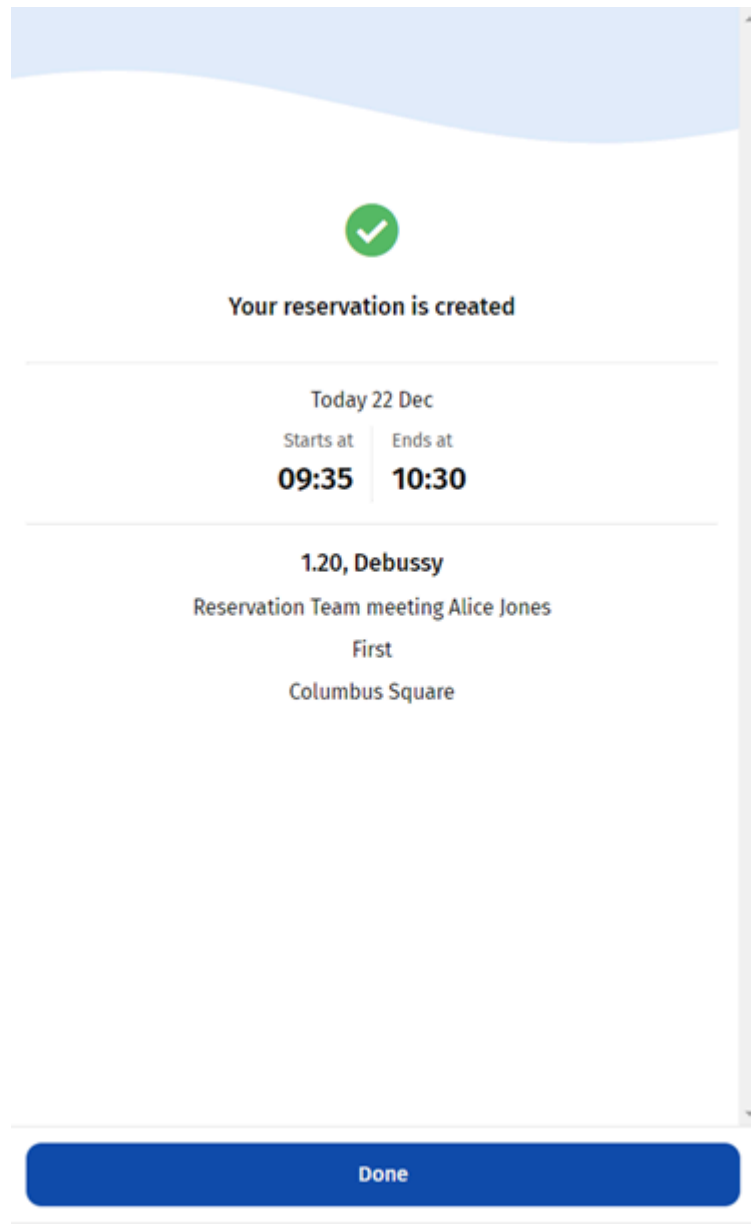 Your reservation is created
Today 22 Dec
Starts at Ends at
09:35 10:30
1.20, Debussy
Reservation Team meeting Alice Jones
First
Columbus Square
Done